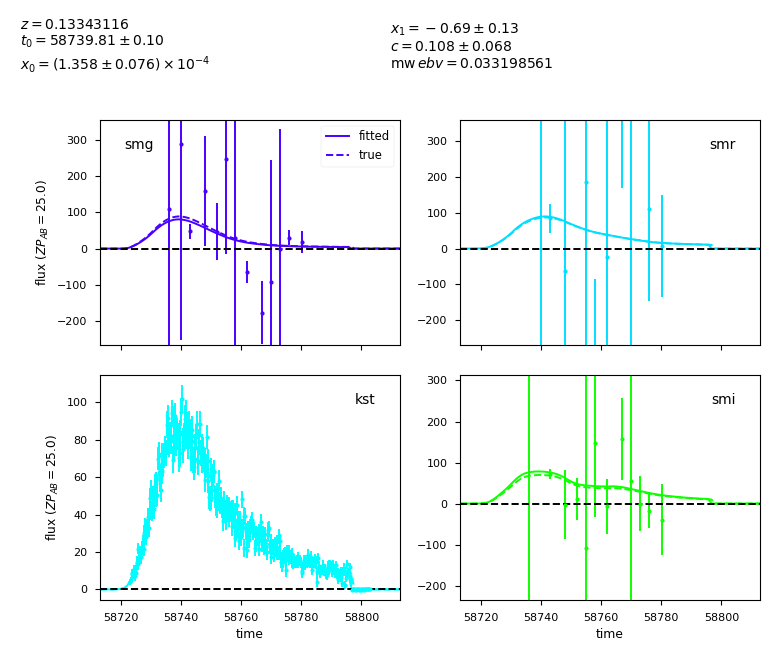 z = 0.13343116
t0 = 58739.81 ± 0.10
x0 = (1.358 ± 0.076) × 10^−4
x1 = −0.69 ± 0.13
c = 0.108 ± 0.068
mw ebv = 0.033198561
smg
fitted
true
300
200
100
0
−100
−200
flux (ZP_AB = 25.0)
smr
300
200
100
0
−100
−200
kst
100
80
60
40
20
0
flux (ZP_AB = 25.0)
58720 58740 58760 58780 58800
time
smi
300
200
100
0
−100
−200
58720 58740 58760 58780 58800
time